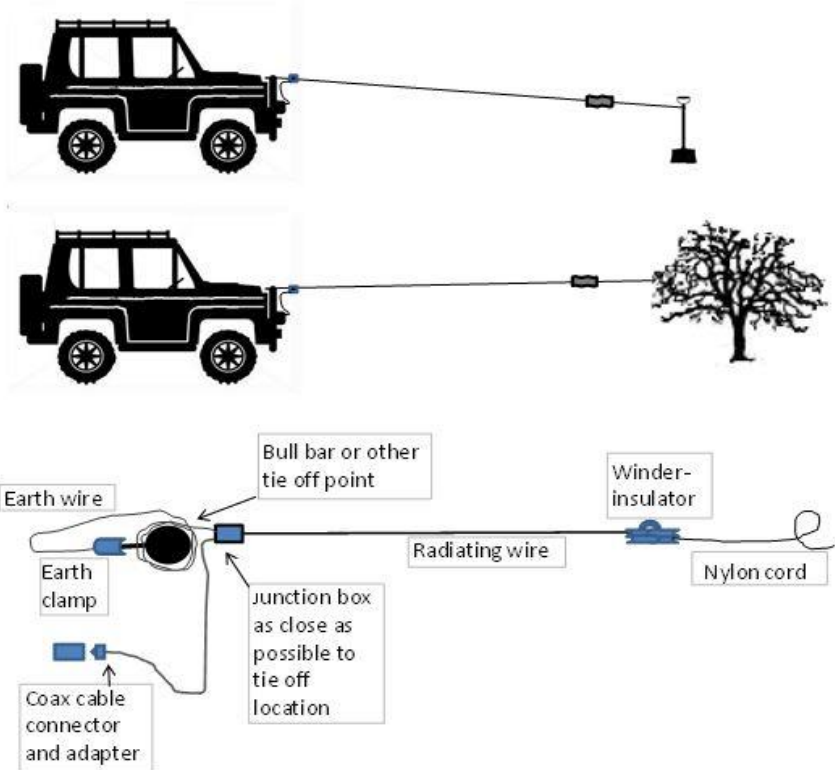 Bull bar or other
tie off point
Winder-
insulator
Earth wire
Radiating wire
Nylon cord
Earth
clamp
Junction box
as close as
possible to
tie off
location
Coax cable
connector
and adapter